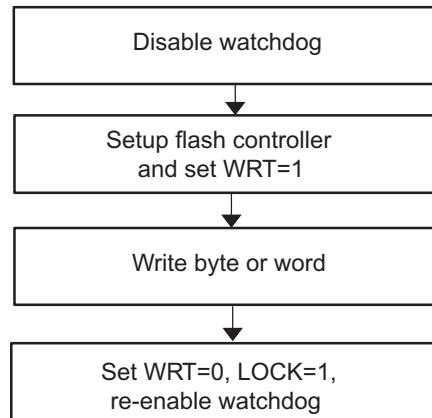 Disable watchdog
Setup flash controller
and set WRT=1
Write byte or word
Set WRT=0, LOCK=1,
re-enable watchdog